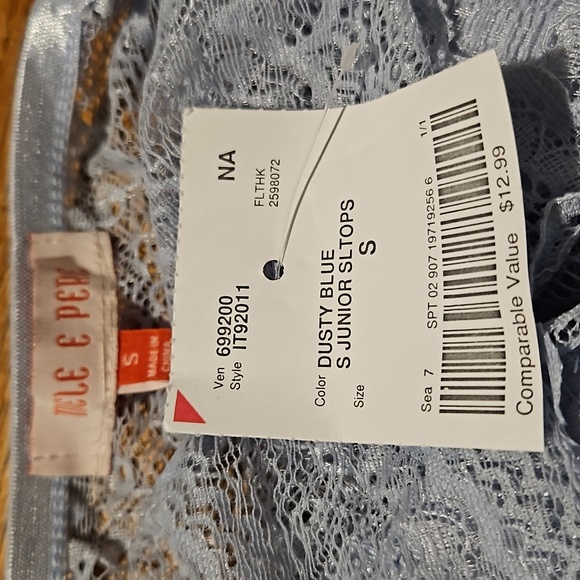 NA
FLTHK
2598072
Ven 699200
Style IT92011
Color DUSTY BLUE
S JUNIOR SLTOPS
Size S
Sea 7 SPT 02 907 19719256 6 1/1
Comparable Value $12.99
S
MADE IN
CHINA